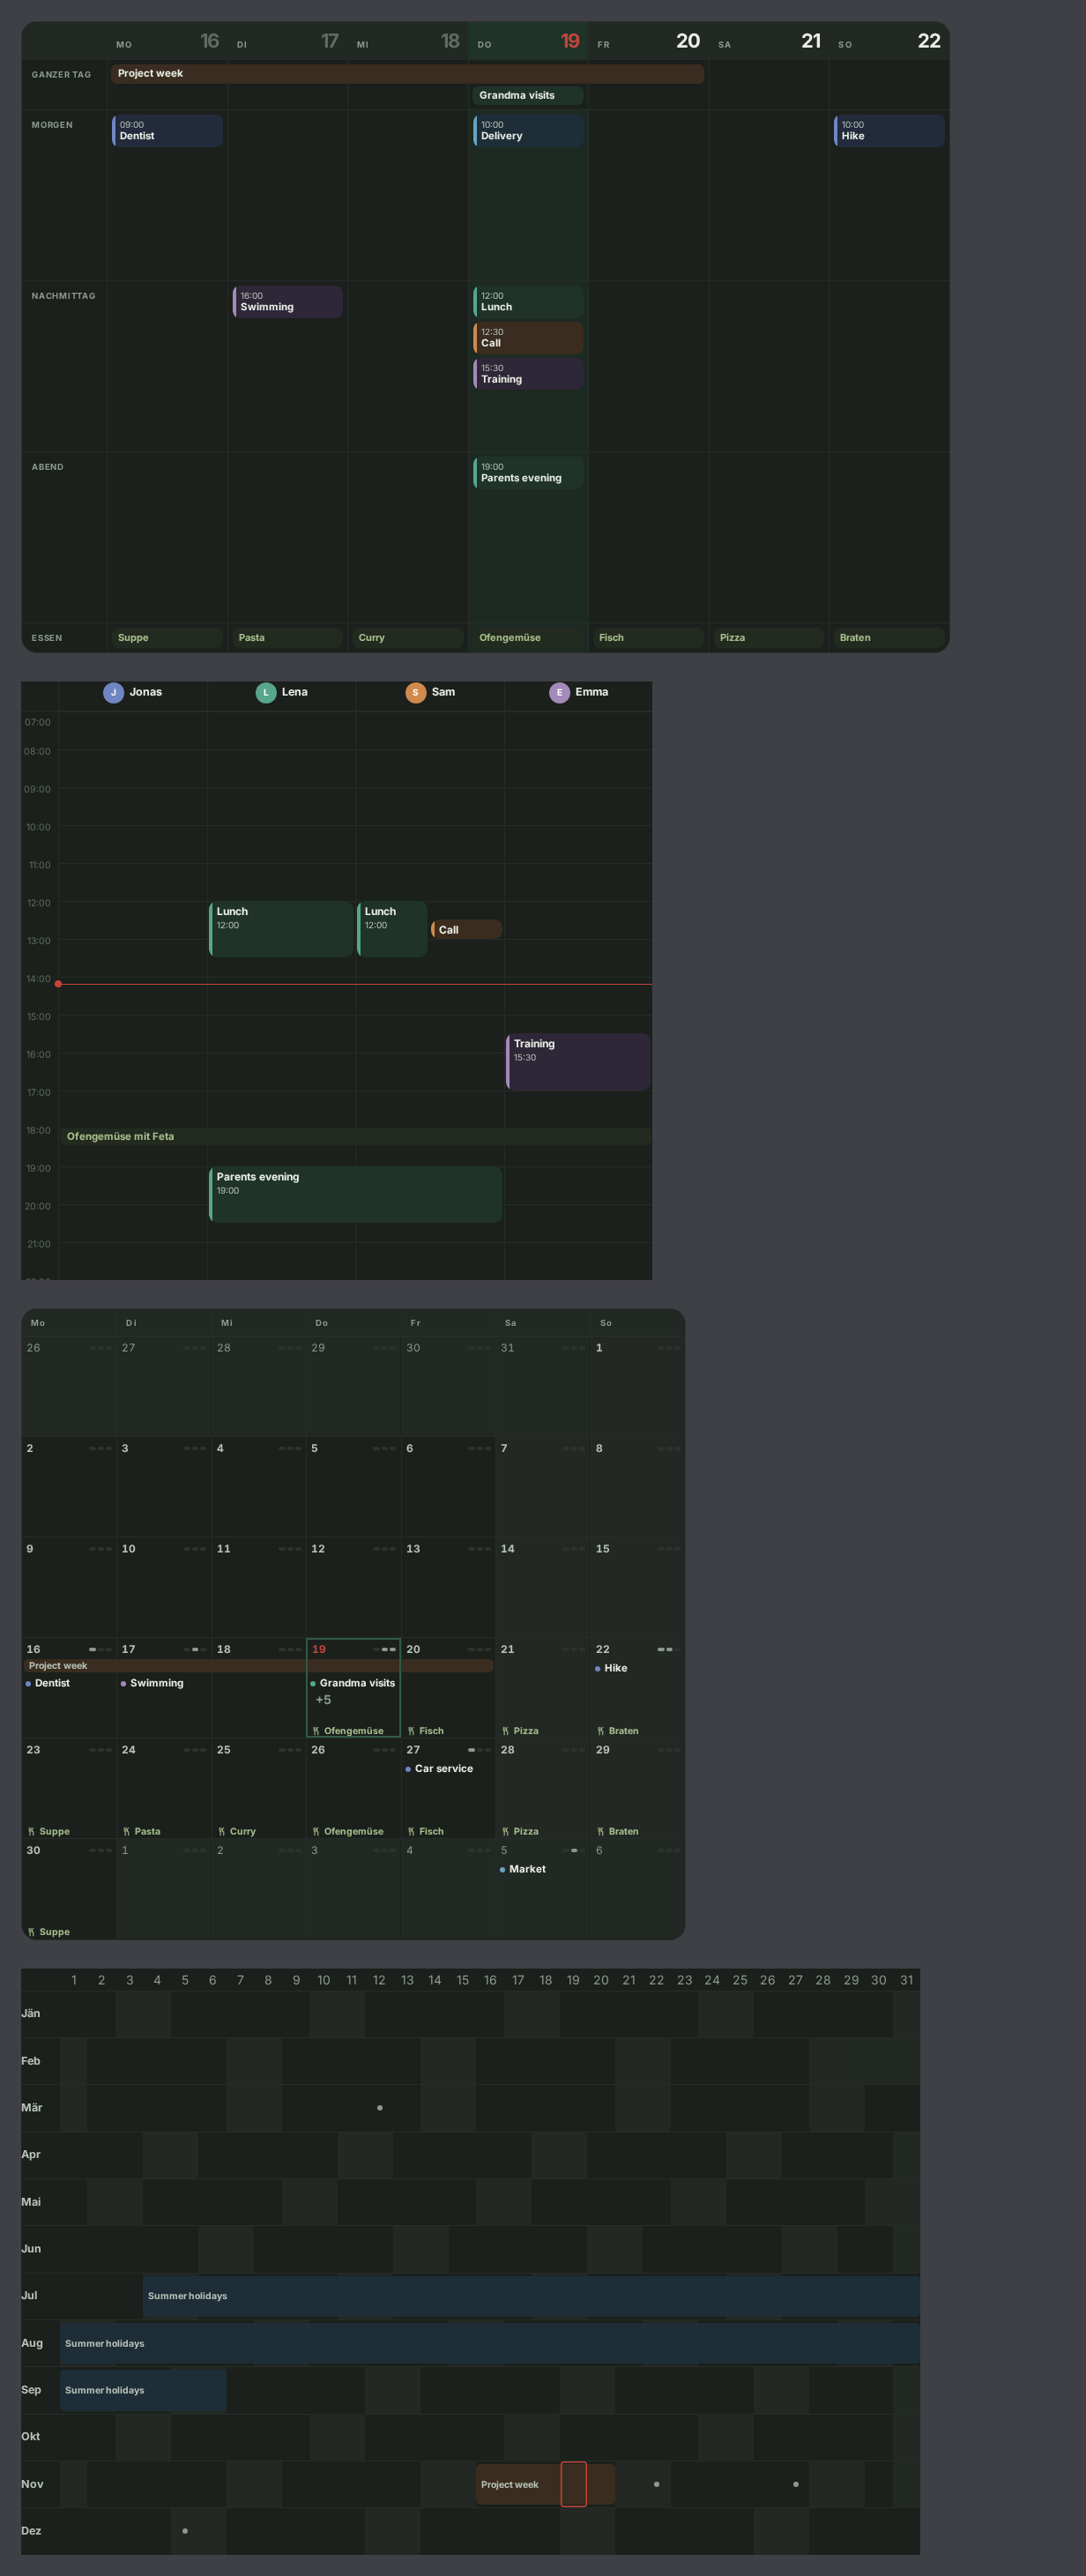 MO 16 DI 17 MI 18 DO 19 FR 20 SA 21 SO 22
GANZER TAG Project week
Grandma visits
MORGEN 09:00 10:00 10:00
Dentist Delivery Hike
NACHMITTAG 16:00 12:00
Swimming Lunch
12:30
Call
15:30
Training
ABEND 19:00
Parents evening
ESSEN Suppe Pasta Curry Ofengemüse Fisch Pizza Braten
J Jonas L Lena S Sam E Emma
07:00
08:00
09:00
10:00
11:00
12:00 Lunch Lunch
12:00 12:00
Call
13:00
14:00
15:00
Training
16:00 15:30
17:00
18:00 Ofengemüse mit Feta
19:00 Parents evening
19:00
20:00
21:00
Mo Di Mi Do Fr Sa So
26 27 28 29 30 31 1
2 3 4 5 6 7 8
9 10 11 12 13 14 15
16 17 18 19 20 21 22
Project week Hike
Dentist Swimming Grandma visits
+5
Ofengemüse Fisch Pizza Braten
23 24 25 26 27 28 29
Car service
Suppe Pasta Curry Ofengemüse Fisch Pizza Braten
30 1 2 3 4 5 6
Market
Suppe
1 2 3 4 5 6 7 8 9 10 11 12 13 14 15 16 17 18 19 20 21 22 23 24 25 26 27 28 29 30 31
Jän
Feb
Mär
Apr
Mai
Jun
Jul Summer holidays
Aug Summer holidays
Sep Summer holidays
Okt
Nov Project week
Dez